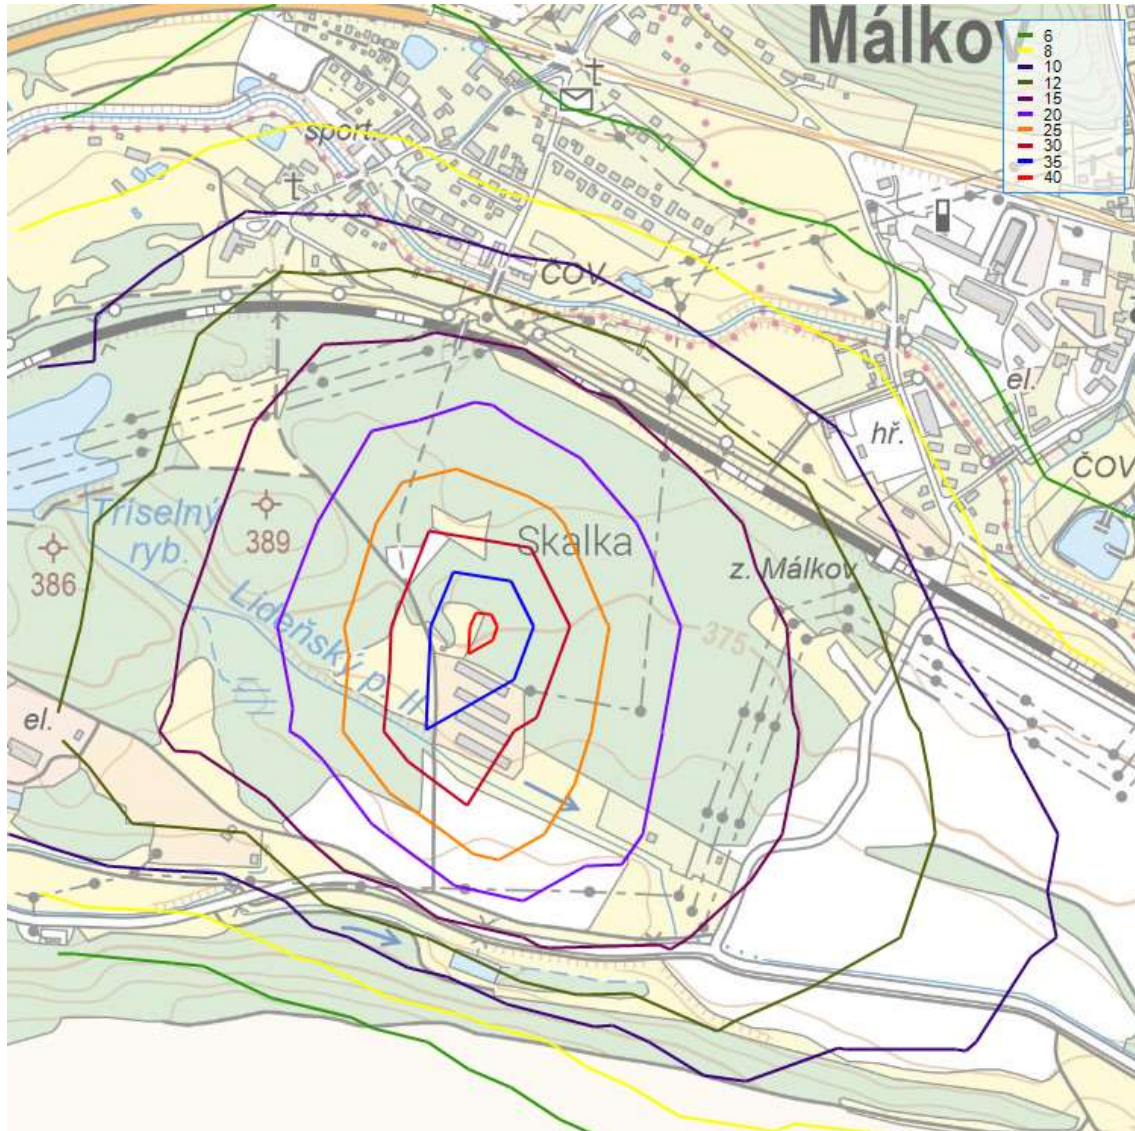 Málkov
6
8
10
12
15
20
25
30
35
40
sport.
ČOV
el.
hř.
ČOV
Třiselný
ryb.
389
386
Skalka
z. Málkov
Lideňský p. II
375
el.